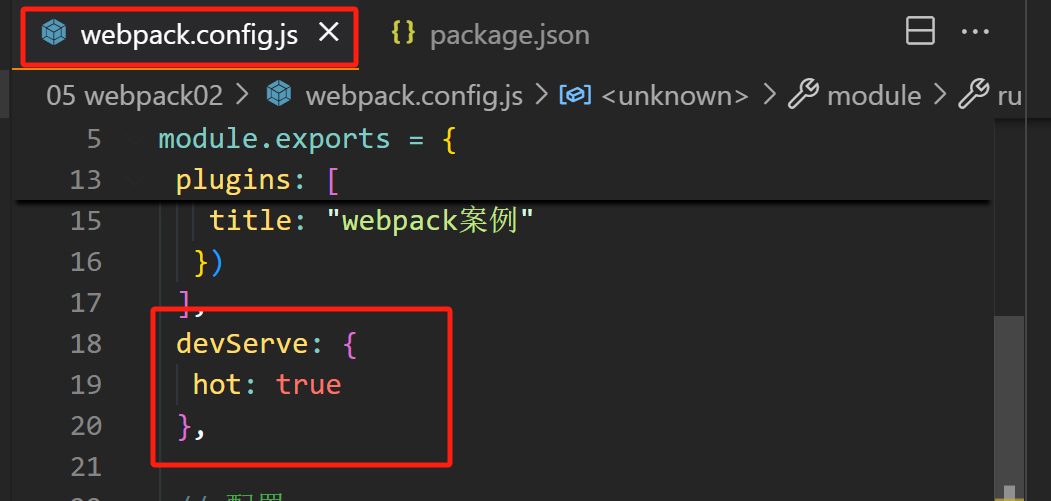 webpack.config.js
package.json
05 webpack02 > webpack.config.js > <unknown> > module > ru
5 module.exports = {
13 plugins: [
15 title: "webpack案例"
16 })
17 ],
18 devServe: {
19 hot: true
20 },
21
// 配置